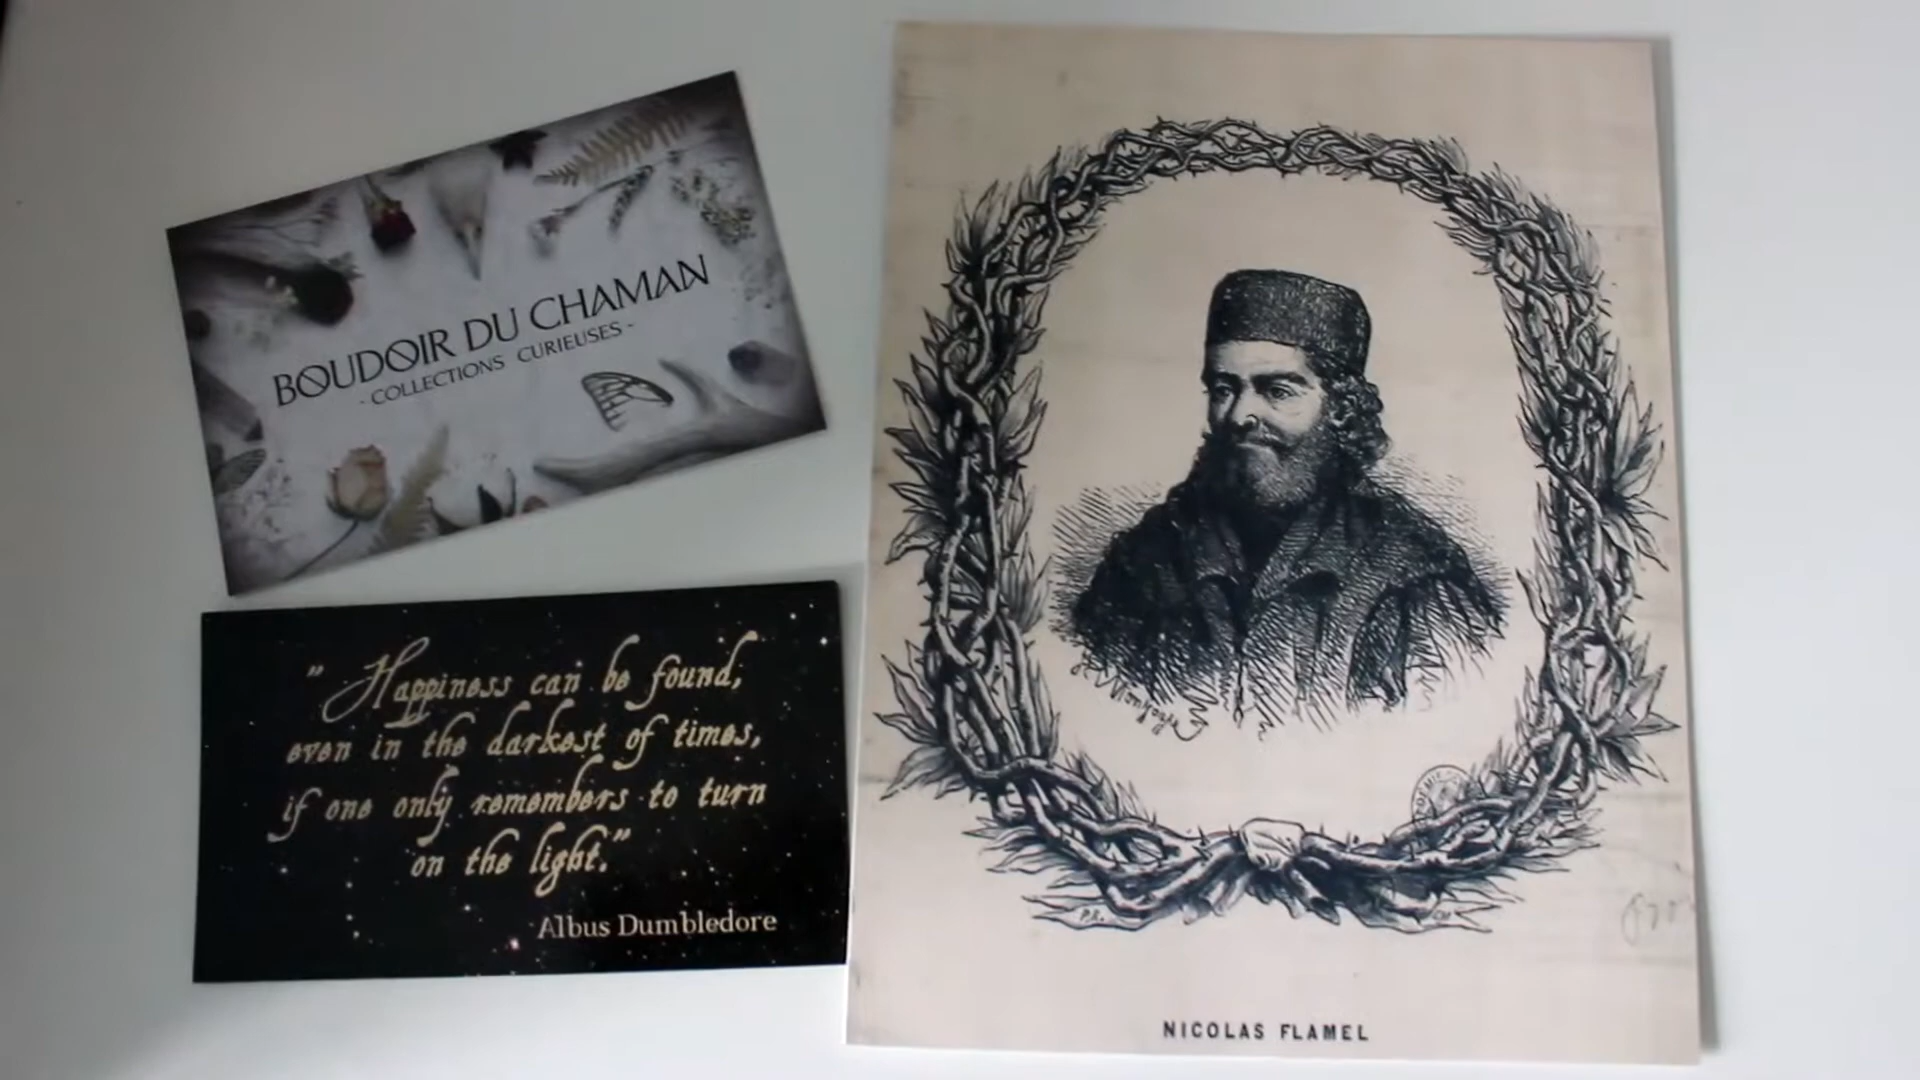 BOUDOIR DU CHAMAN
- COLLECTIONS CURIEUSES -
" Happiness can be found,
even in the darkest of times,
if one only remembers to turn
on the light."
Albus Dumbledore
P.R.
NICOLAS FLAMEL